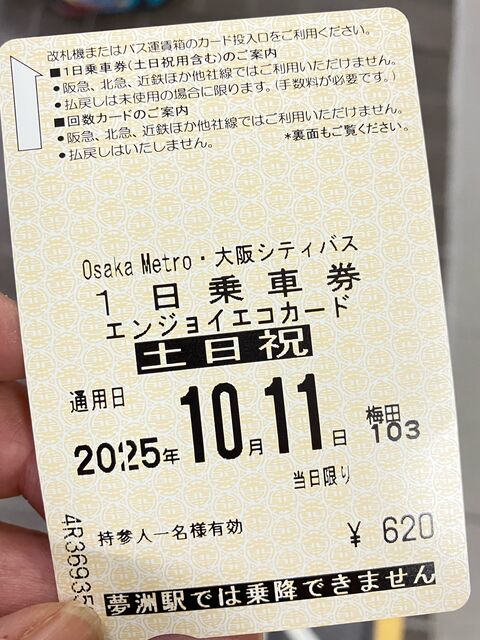 改札機またはバス運賃箱のカード投入口をご利用ください。
■1日乗車券(土日祝用含む)のご案内
・阪急、北急、近鉄ほか他社線ではご利用いただけません。
・払戻しは未使用の場合に限ります。(手数料が必要です。)
■回数カードのご案内
・阪急、北急、近鉄ほか他社線ではご利用いただけません。
・払戻しはいたしません。
*裏面もご覧ください。
Osaka Metro・大阪シティバス
1日乗車券
エンジョイエコカード
土日祝
通用日
2025年10月11日
梅田
103
当日限り
持参人一名様有効
¥620
4R36935
夢洲駅では乗降できません